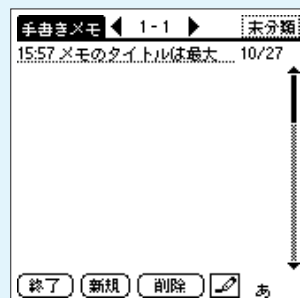 手書きメモ 1-1 未分類
15:57 メモのタイトルは最大... 10/27
終了 新規 削除 あ